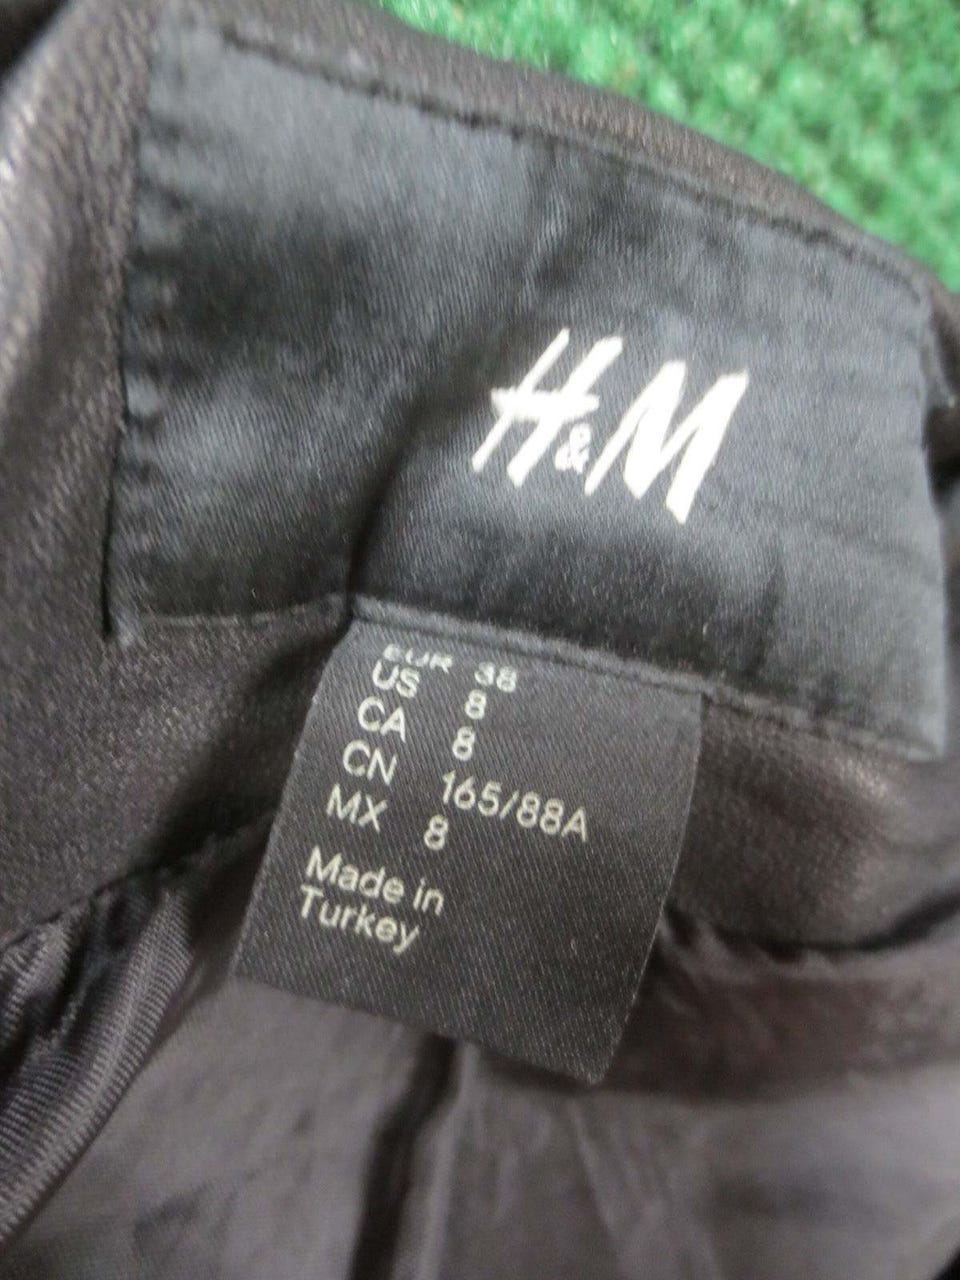 H&M
EUR 38
US 8
CA 8
CN 165/88A
MX 8
Made in
Turkey